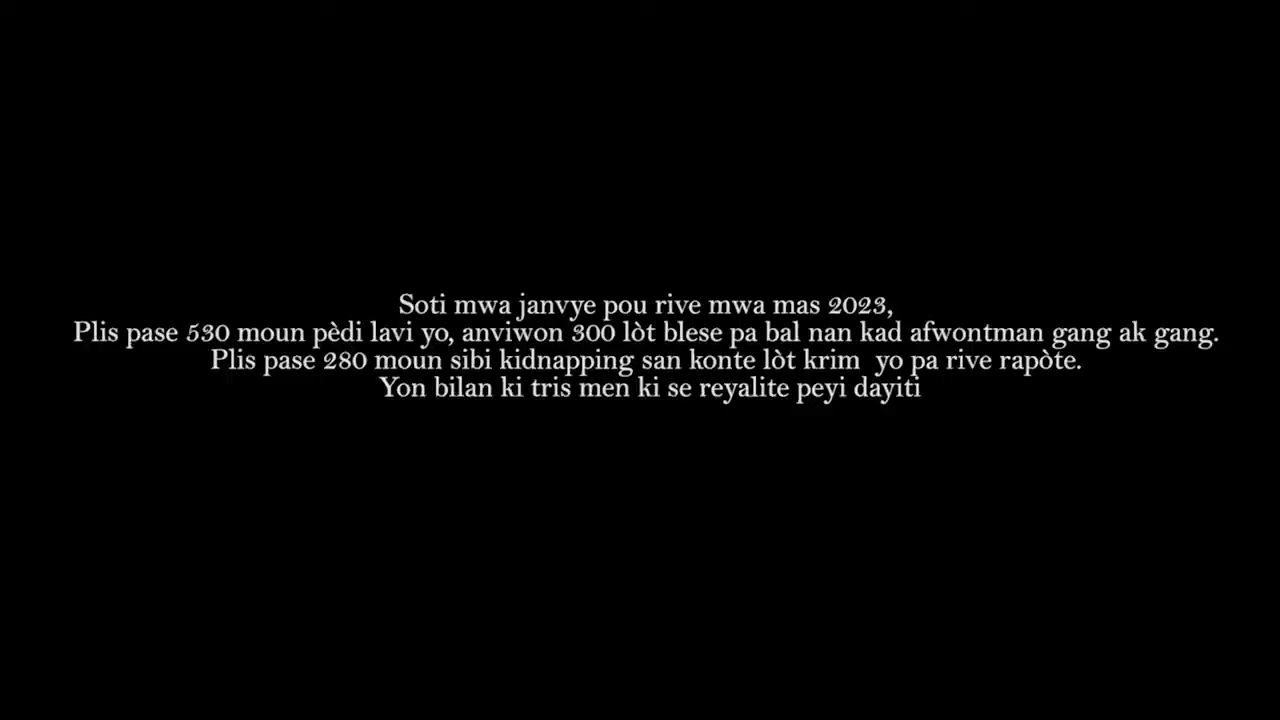 Soti mwa janvye pou rive mwa mas 2023,
Plis pase 530 moun pèdi lavi yo, anviwon 300 lòt blese pa bal nan kad afwontman gang ak gang.
Plis pase 280 moun sibi kidnapping san konte lòt krim  yo pa rive rapòte.
Yon bilan ki tris men ki se reyalite peyi dayiti